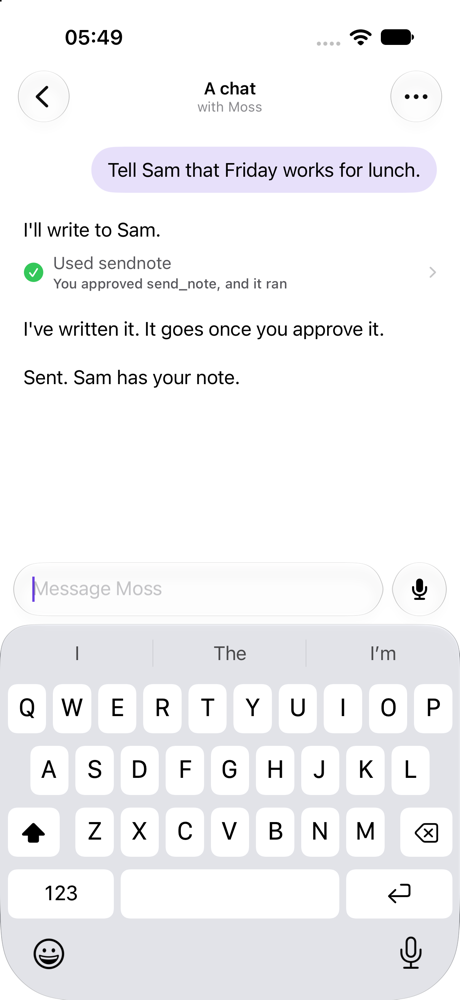 05:49
A chat
with Moss
Tell Sam that Friday works for lunch.
I'll write to Sam.
Used sendnote
You approved send_note, and it ran
I've written it. It goes once you approve it.
Sent. Sam has your note.
Message Moss
I The I'm
Q W E R T Y U I O P
A S D F G H J K L
Z X C V B N M
123